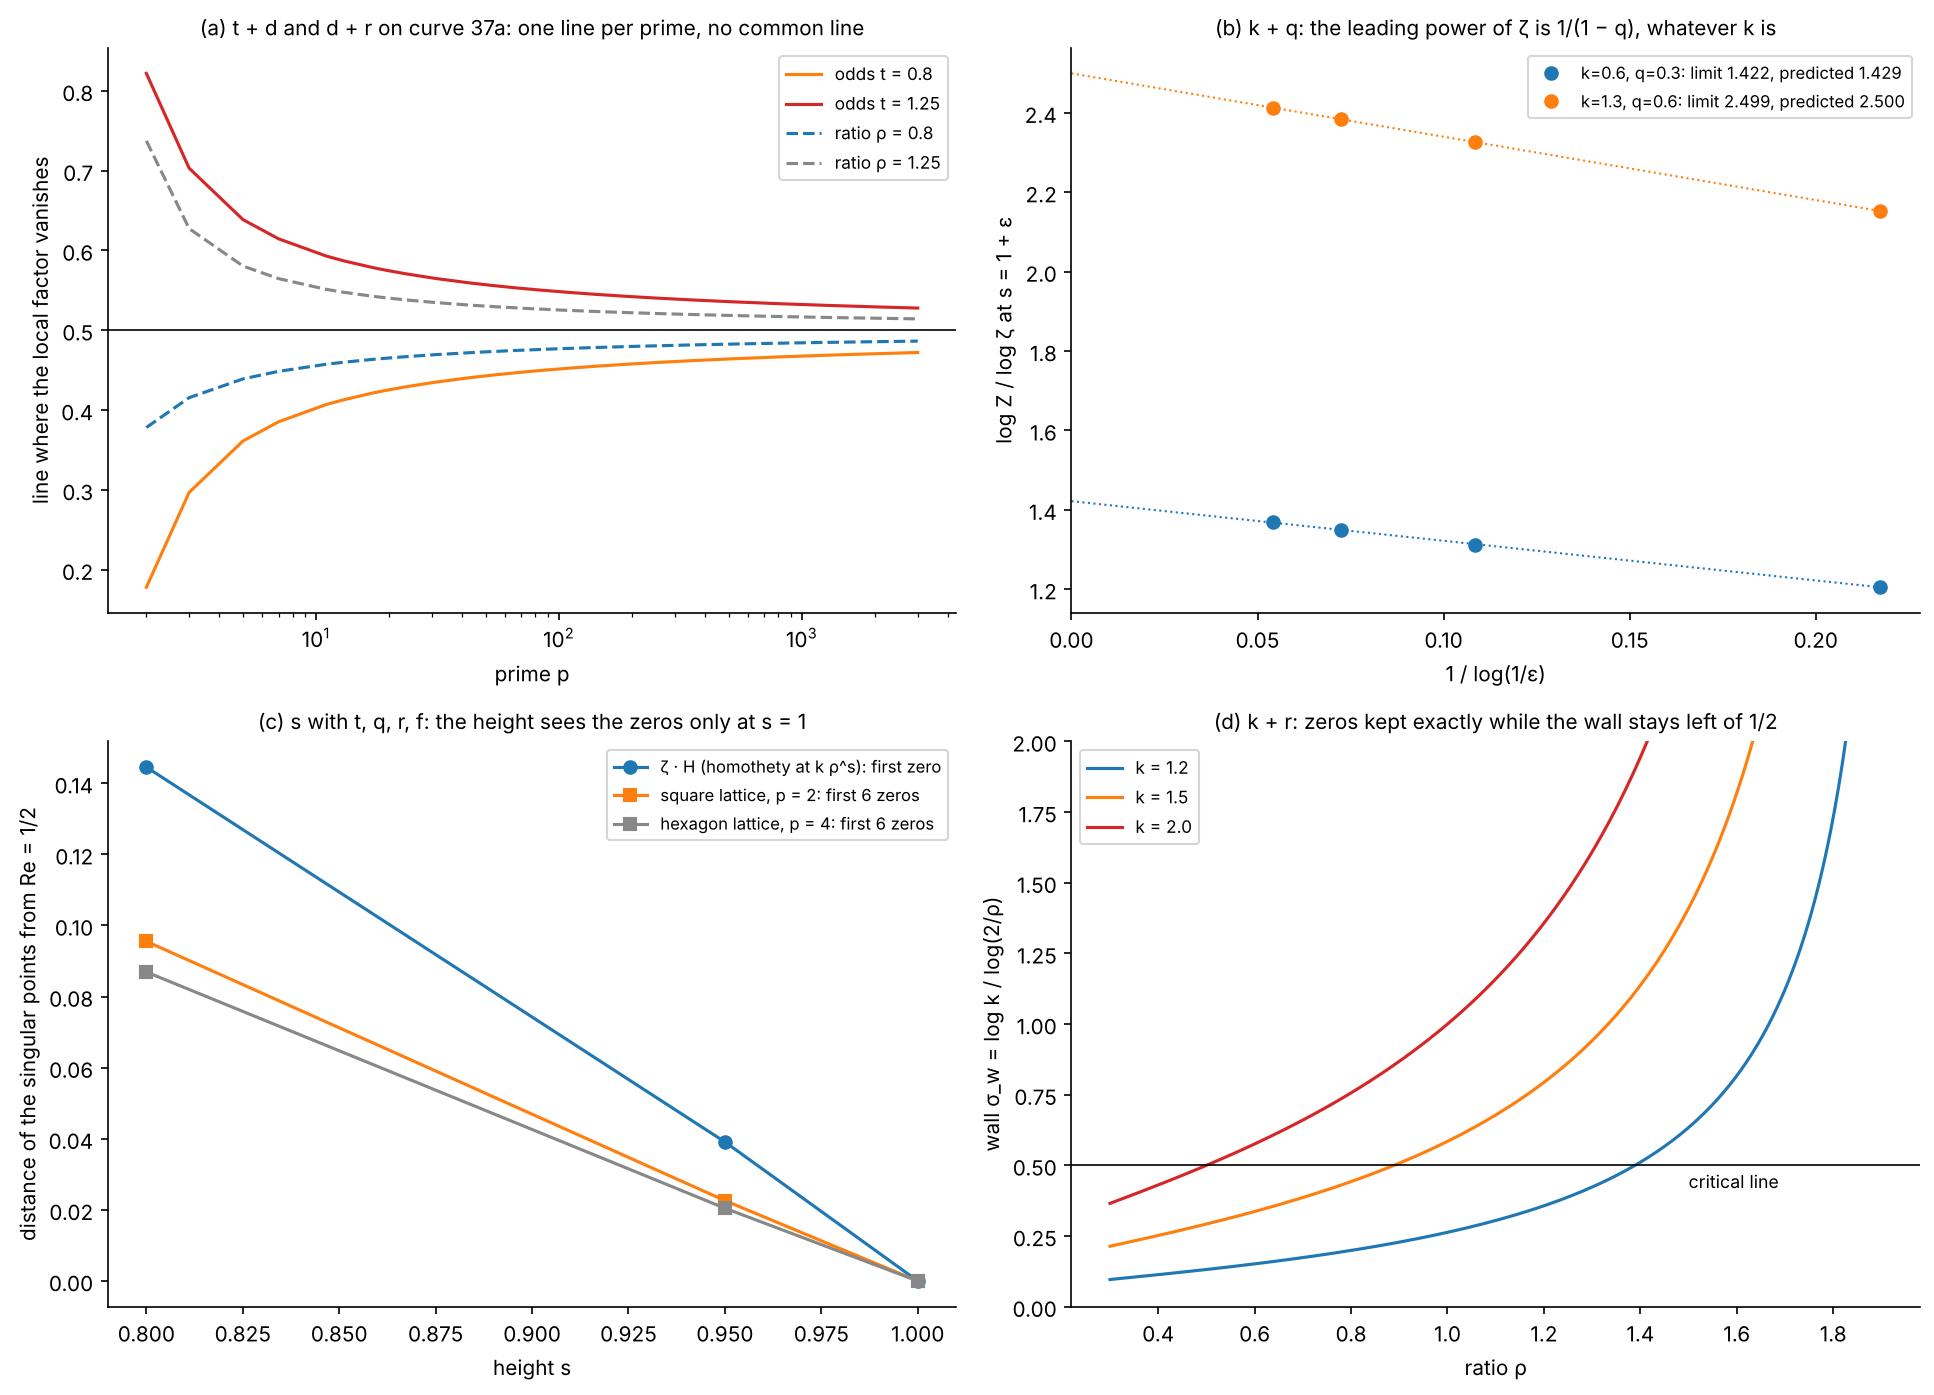 (a) t + d and d + r on curve 37a: one line per prime, no common line
line where the local factor vanishes
0.8
0.7
0.6
0.5
0.4
0.3
0.2
odds t = 0.8
odds t = 1.25
ratio ρ = 0.8
ratio ρ = 1.25
10¹
10²
10³
prime p
(b) k + q: the leading power of ζ is 1/(1 − q), whatever k is
log Z / log ζ at s = 1 + ε
2.4
2.2
2.0
1.8
1.6
1.4
1.2
k=0.6, q=0.3: limit 1.422, predicted 1.429
k=1.3, q=0.6: limit 2.499, predicted 2.500
0.00
0.05
0.10
0.15
0.20
1 / log(1/ε)
(c) s with t, q, r, f: the height sees the zeros only at s = 1
distance of the singular points from Re = 1/2
0.14
0.12
0.10
0.08
0.06
0.04
0.02
0.00
ζ · H (homothety at k ρ^s): first zero
square lattice, p = 2: first 6 zeros
hexagon lattice, p = 4: first 6 zeros
0.800
0.825
0.850
0.875
0.900
0.925
0.950
0.975
1.000
height s
(d) k + r: zeros kept exactly while the wall stays left of 1/2
wall σ_w = log k / log(2/ρ)
2.00
1.75
1.50
1.25
1.00
0.75
0.50
0.25
0.00
k = 1.2
k = 1.5
k = 2.0
critical line
0.4
0.6
0.8
1.0
1.2
1.4
1.6
1.8
ratio ρ